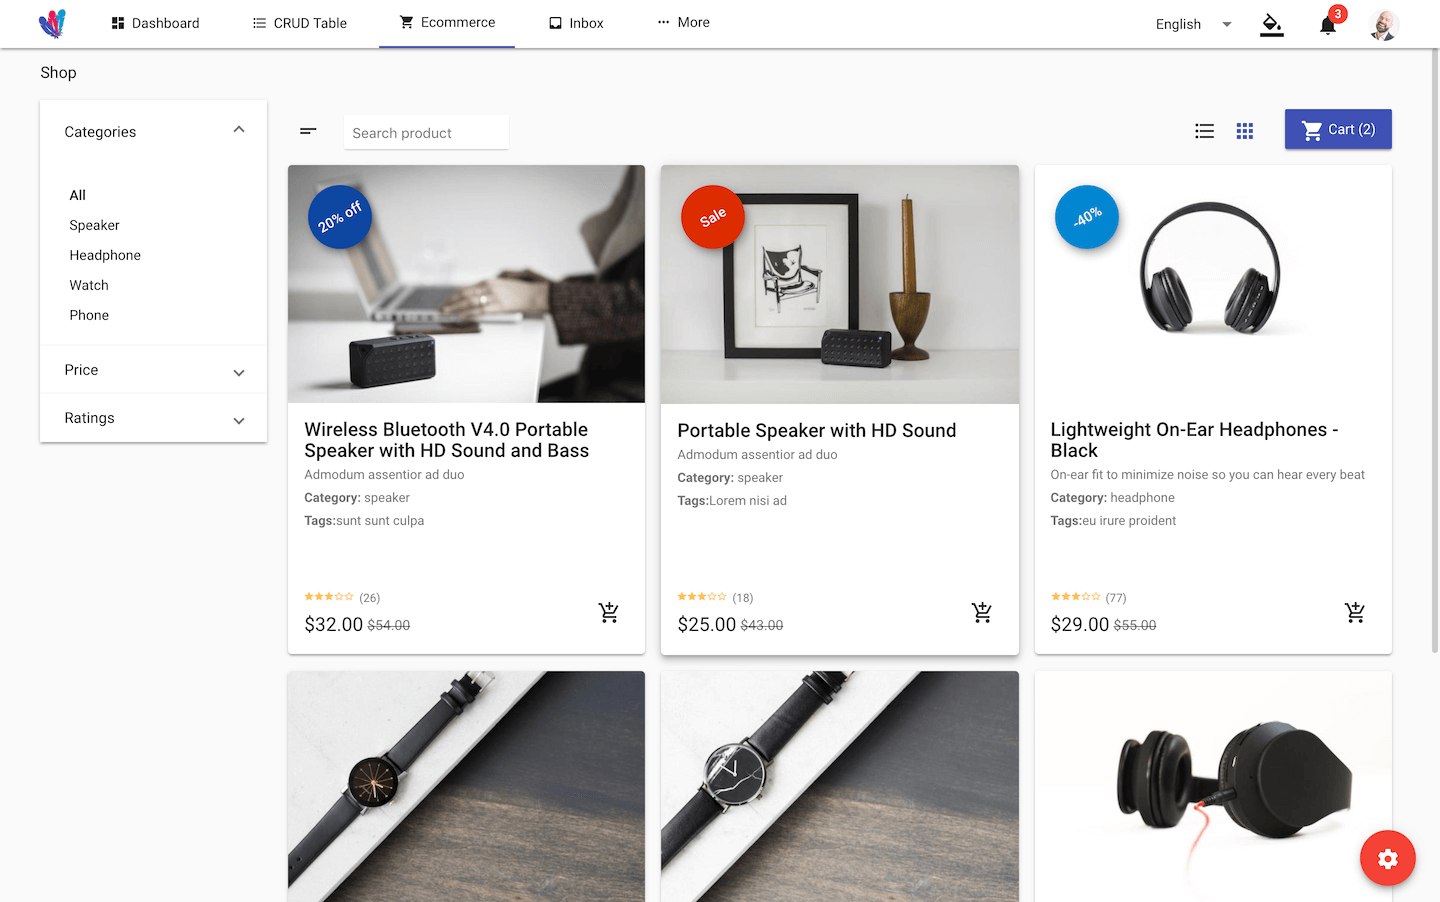 Dashboard
CRUD Table
Ecommerce
Inbox
More
English
3
Shop
Categories
All
Speaker
Headphone
Watch
Phone
Price
Ratings
Search product
Cart (2)
20% off
Wireless Bluetooth V4.0 Portable
Speaker with HD Sound and Bass
Admodum assentior ad duo
Category: speaker
Tags:sunt sunt culpa
(26)
$32.00 $54.00
Sale
Portable Speaker with HD Sound
Admodum assentior ad duo
Category: speaker
Tags:Lorem nisi ad
(18)
$25.00 $43.00
-40%
Lightweight On-Ear Headphones -
Black
On-ear fit to minimize noise so you can hear every beat
Category: headphone
Tags:eu irure proident
(77)
$29.00 $55.00